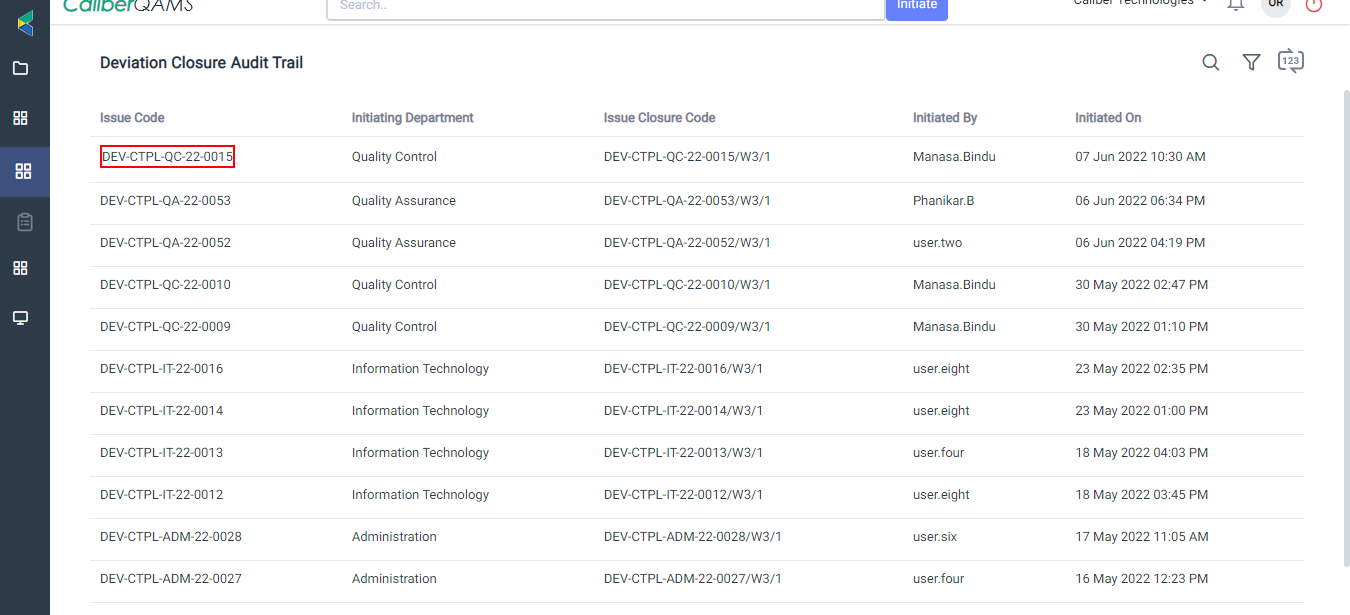 CaliberQAMS Search.. Initiate Caliber Technologies OR
Deviation Closure Audit Trail 123
Issue Code Initiating Department Issue Closure Code Initiated By Initiated On
DEV-CTPL-QC-22-0015 Quality Control DEV-CTPL-QC-22-0015/W3/1 Manasa.Bindu 07 Jun 2022 10:30 AM
DEV-CTPL-QA-22-0053 Quality Assurance DEV-CTPL-QA-22-0053/W3/1 Phanikar.B 06 Jun 2022 06:34 PM
DEV-CTPL-QA-22-0052 Quality Assurance DEV-CTPL-QA-22-0052/W3/1 user.two 06 Jun 2022 04:19 PM
DEV-CTPL-QC-22-0010 Quality Control DEV-CTPL-QC-22-0010/W3/1 Manasa.Bindu 30 May 2022 02:47 PM
DEV-CTPL-QC-22-0009 Quality Control DEV-CTPL-QC-22-0009/W3/1 Manasa.Bindu 30 May 2022 01:10 PM
DEV-CTPL-IT-22-0016 Information Technology DEV-CTPL-IT-22-0016/W3/1 user.eight 23 May 2022 02:35 PM
DEV-CTPL-IT-22-0014 Information Technology DEV-CTPL-IT-22-0014/W3/1 user.eight 23 May 2022 01:00 PM
DEV-CTPL-IT-22-0013 Information Technology DEV-CTPL-IT-22-0013/W3/1 user.four 18 May 2022 04:03 PM
DEV-CTPL-IT-22-0012 Information Technology DEV-CTPL-IT-22-0012/W3/1 user.eight 18 May 2022 03:45 PM
DEV-CTPL-ADM-22-0028 Administration DEV-CTPL-ADM-22-0028/W3/1 user.six 17 May 2022 11:05 AM
DEV-CTPL-ADM-22-0027 Administration DEV-CTPL-ADM-22-0027/W3/1 user.four 16 May 2022 12:23 PM